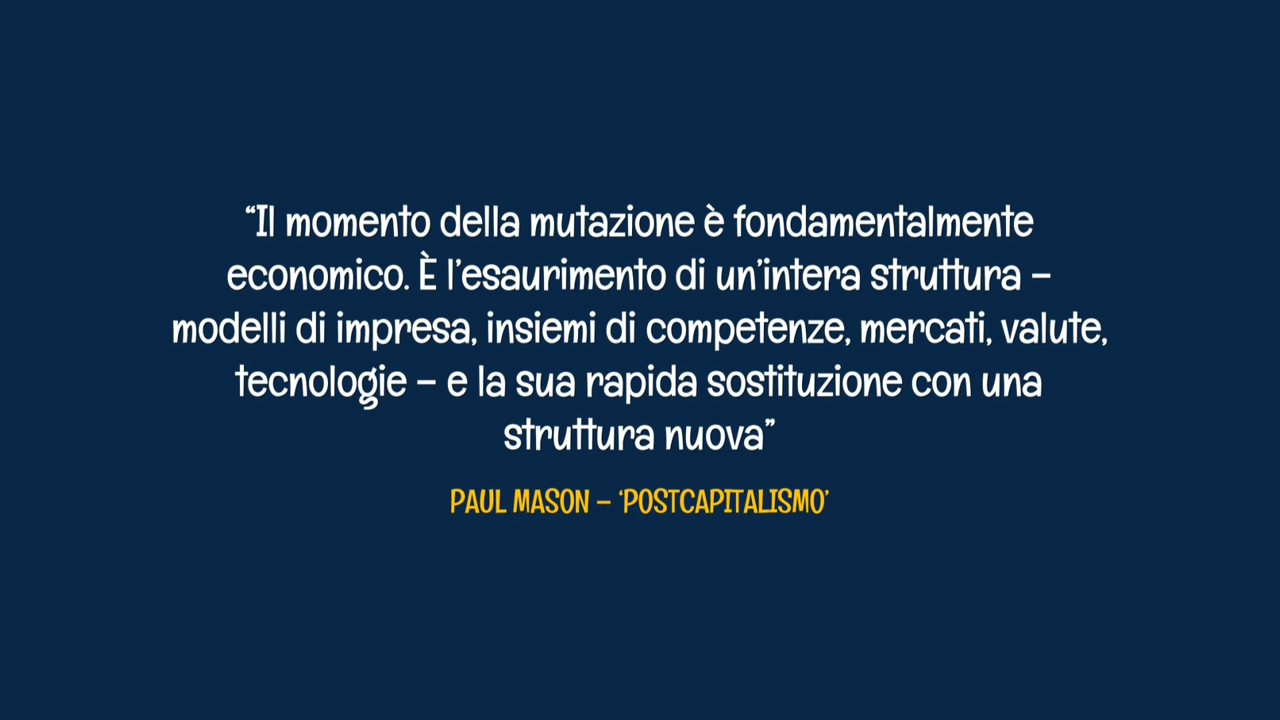 “Il momento della mutazione è fondamentalmente
economico. È l’esaurimento di un’intera struttura –
modelli di impresa, insiemi di competenze, mercati, valute,
tecnologie – e la sua rapida sostituzione con una
struttura nuova”
PAUL MASON – ‘POSTCAPITALISMO’